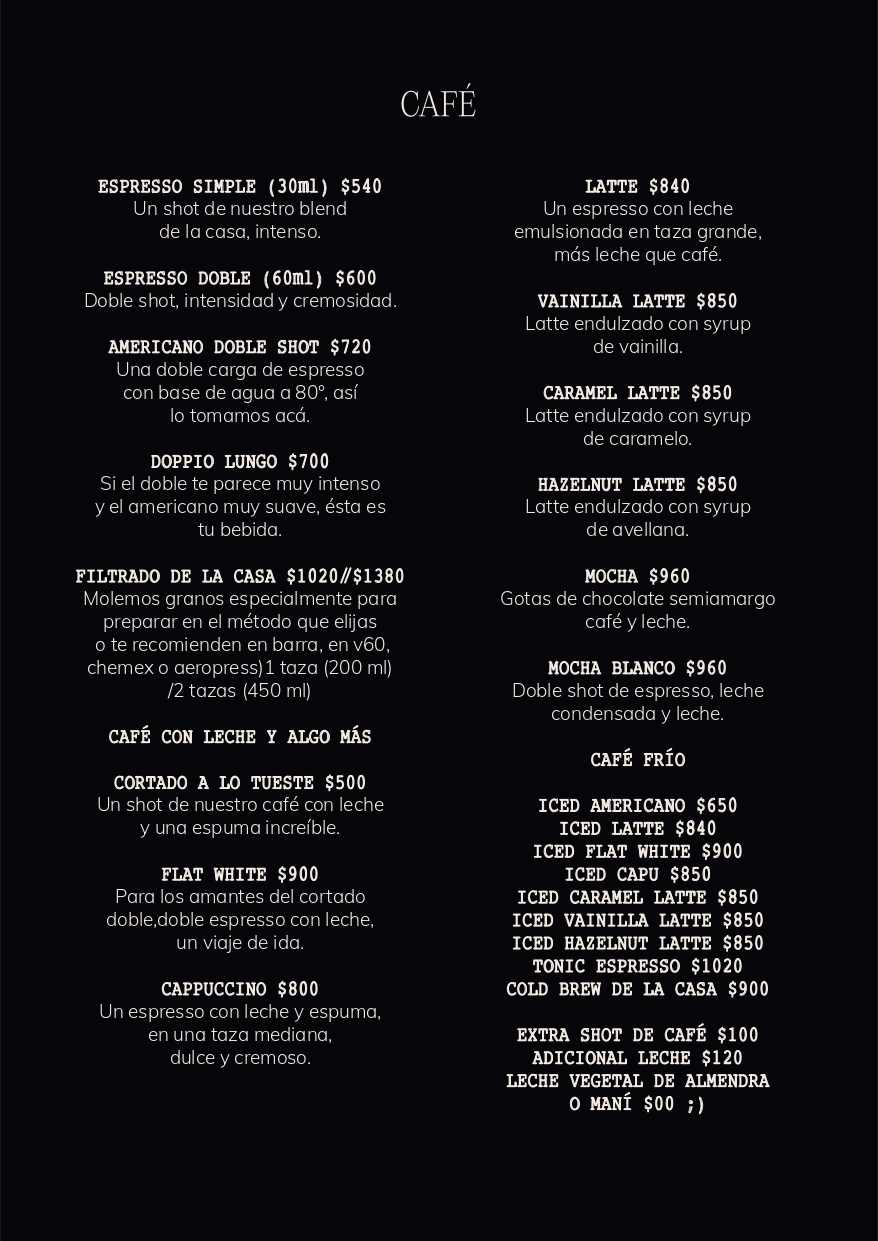 CAFÉ
ESPRESSO SIMPLE (30ml) $540
Un shot de nuestro blend
de la casa, intenso.
ESPRESSO DOBLE (60ml) $600
Doble shot, intensidad y cremosidad.
AMERICANO DOBLE SHOT $720
Una doble carga de espresso
con base de agua a 80º, así
lo tomamos acá.
DOPPIO LUNGO $700
Si el doble te parece muy intenso
y el americano muy suave, ésta es
tu bebida.
FILTRADO DE LA CASA $1020//$1380
Molemos granos especialmente para
preparar en el método que elijas
o te recomienden en barra, en v60,
chemex o aeropress)1 taza (200 ml)
/2 tazas (450 ml)
CAFÉ CON LECHE Y ALGO MÁS
CORTADO A LO TUESTE $500
Un shot de nuestro café con leche
y una espuma increíble.
FLAT WHITE $900
Para los amantes del cortado
doble,doble espresso con leche,
un viaje de ida.
CAPPUCCINO $800
Un espresso con leche y espuma,
en una taza mediana,
dulce y cremoso.
LATTE $840
Un espresso con leche
emulsionada en taza grande,
más leche que café.
VAINILLA LATTE $850
Latte endulzado con syrup
de vainilla.
CARAMEL LATTE $850
Latte endulzado con syrup
de caramelo.
HAZELNUT LATTE $850
Latte endulzado con syrup
de avellana.
MOCHA $960
Gotas de chocolate semiamargo
café y leche.
MOCHA BLANCO $960
Doble shot de espresso, leche
condensada y leche.
CAFÉ FRÍO
ICED AMERICANO $650
ICED LATTE $840
ICED FLAT WHITE $900
ICED CAPU $850
ICED CARAMEL LATTE $850
ICED VAINILLA LATTE $850
ICED HAZELNUT LATTE $850
TONIC ESPRESSO $1020
COLD BREW DE LA CASA $900
EXTRA SHOT DE CAFÉ $100
ADICIONAL LECHE $120
LECHE VEGETAL DE ALMENDRA
O MANÍ $00 ;)